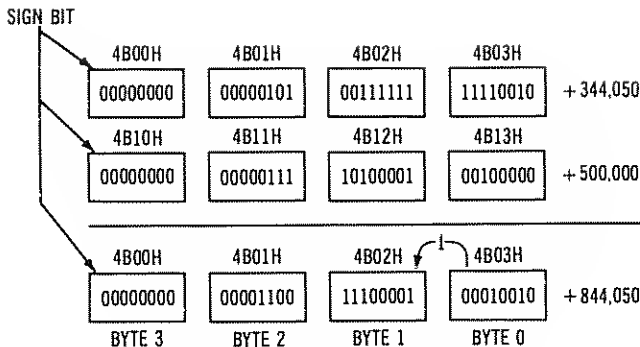 SIGN BIT
4B00H 4B01H 4B02H 4B03H
00000000 00000101 00111111 11110010 +344,050
4B10H 4B11H 4B12H 4B13H
00000000 00000111 10100001 00100000 +500,000
4B00H 4B01H 4B02H 1 4B03H
00000000 00001100 11100001 00010010 +844,050
BYTE 3 BYTE 2 BYTE 1 BYTE 0